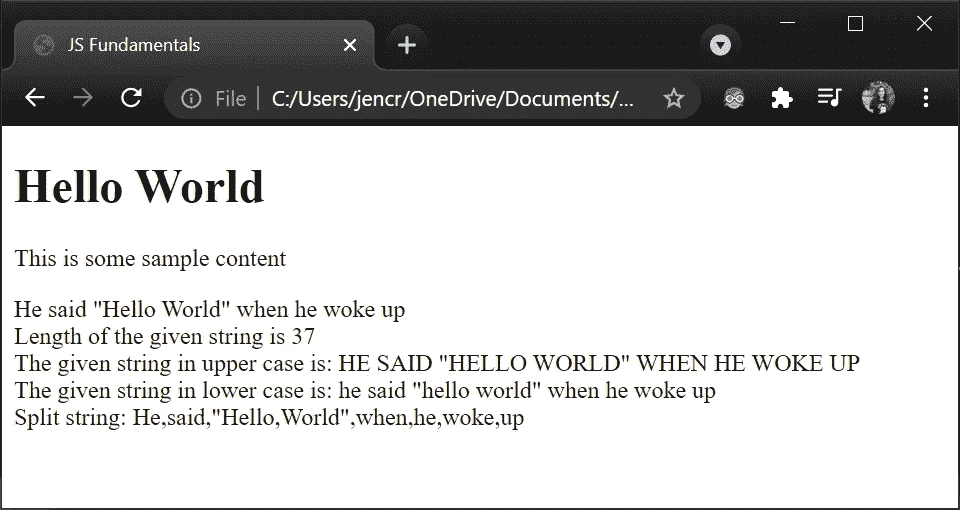 JS Fundamentals
File | C:/Users/jencr/OneDrive/Documents/...
Hello World
This is some sample content
He said "Hello World" when he woke up
Length of the given string is 37
The given string in upper case is: HE SAID "HELLO WORLD" WHEN HE WOKE UP
The given string in lower case is: he said "hello world" when he woke up
Split string: He,said,"Hello,World",when,he,woke,up